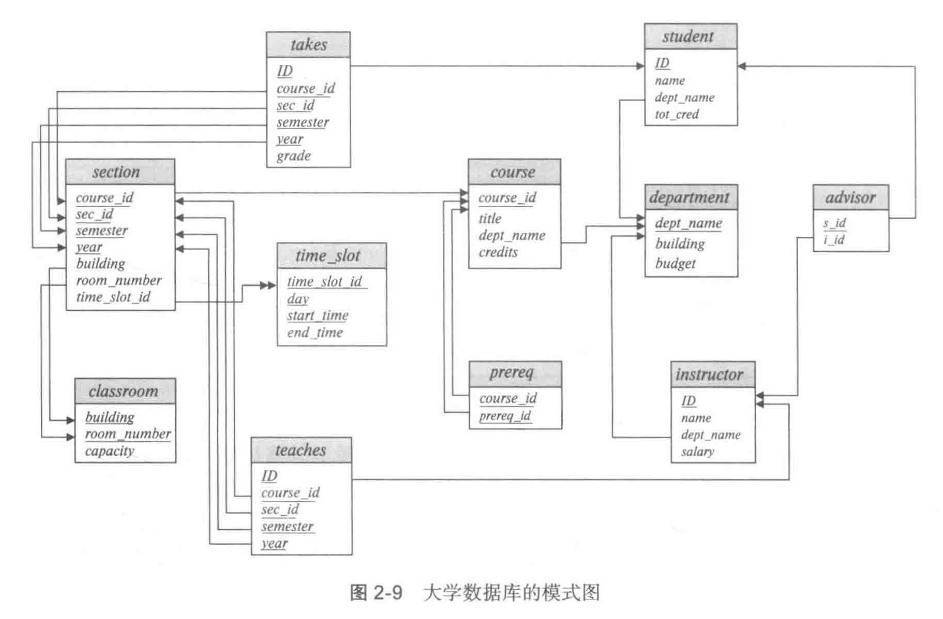 takes
ID
course_id
sec_id
semester
year
grade
student
ID
name
dept_name
tot_cred
section
course_id
sec_id
semester
year
building
room_number
time_slot_id
course
course_id
title
dept_name
credits
department
dept_name
building
budget
advisor
s_id
i_id
time_slot
time_slot_id
day
start_time
end_time
classroom
building
room_number
capacity
prereq
course_id
prereq_id
instructor
ID
name
dept_name
salary
teaches
ID
course_id
sec_id
semester
year
图 2-9 大学数据库的模式图